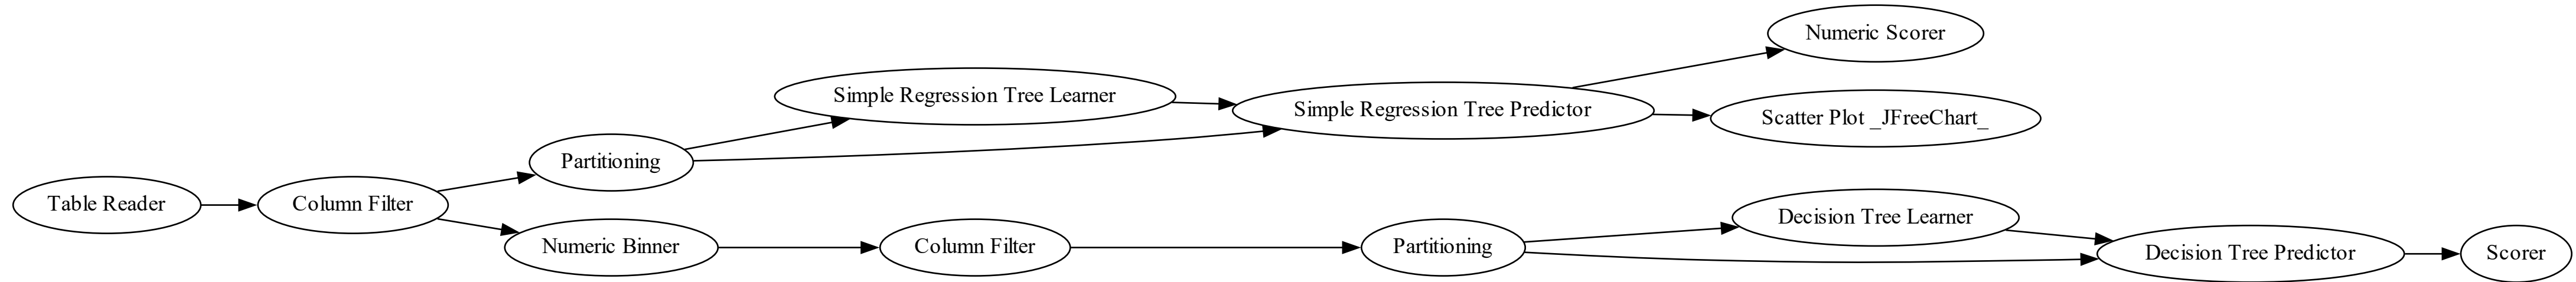 Table Reader
Column Filter
Partitioning
Simple Regression Tree Learner
Simple Regression Tree Predictor
Numeric Scorer
Scatter Plot _JFreeChart_
Numeric Binner
Column Filter
Partitioning
Decision Tree Learner
Decision Tree Predictor
Scorer